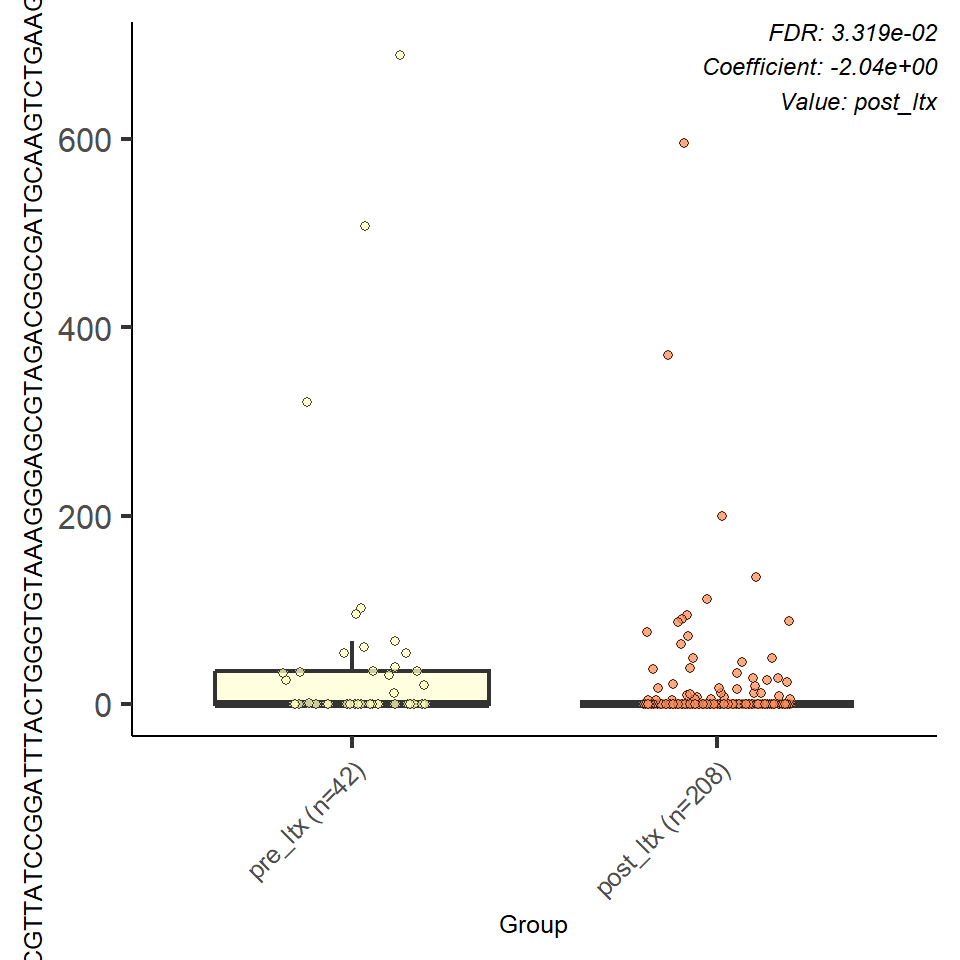 FDR: 3.319e-02
Coefficient: -2.04e+00
Value: post_ltx
CGTTATCCGGATTTACTGGGTGTAAAGGGAGCGTAGACGGCGATGCAAGTCTGAAG
600
400
200
0
pre_ltx (n=42)
post_ltx (n=208)
Group